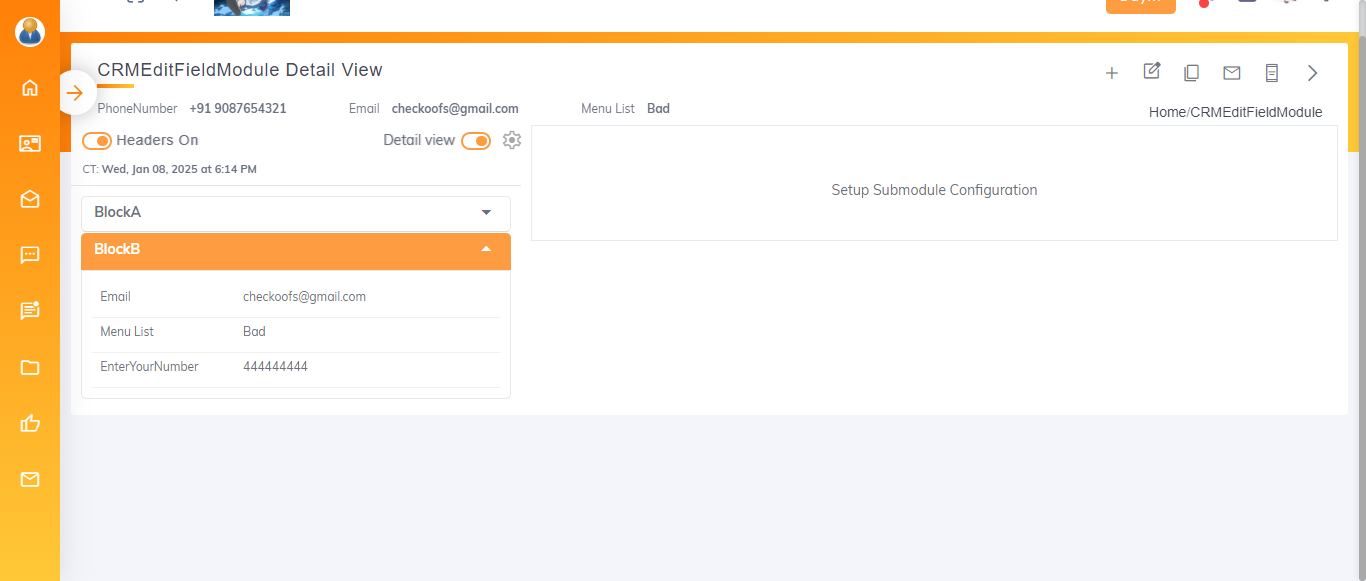 CRMEditFieldModule Detail View
PhoneNumber +91 9087654321 Email checkoofs@gmail.com Menu List Bad
Home/CRMEditFieldModule
Headers On Detail view
CT: Wed, Jan 08, 2025 at 6:14 PM
Setup Submodule Configuration
BlockA
BlockB
Email checkoofs@gmail.com
Menu List Bad
EnterYourNumber 444444444